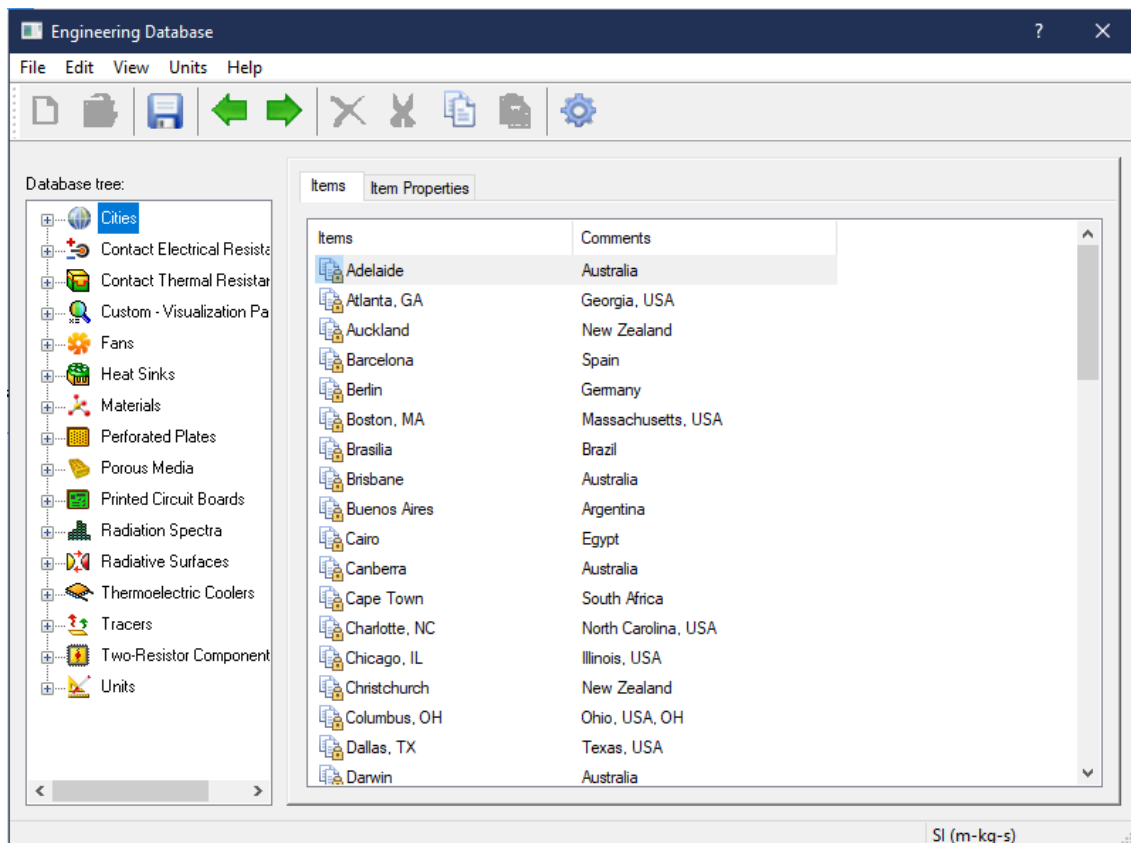 Engineering Database
?
File Edit View Units Help
Database tree:
Cities
Contact Electrical Resista
Contact Thermal Resistar
Custom - Visualization Pa
Fans
Heat Sinks
Materials
Perforated Plates
Porous Media
Printed Circuit Boards
Radiation Spectra
Radiative Surfaces
Thermoelectric Coolers
Tracers
Two-Resistor Component
Units
Items Item Properties
Items Comments
Adelaide Australia
Atlanta, GA Georgia, USA
Auckland New Zealand
Barcelona Spain
Berlin Germany
Boston, MA Massachusetts, USA
Brasilia Brazil
Brisbane Australia
Buenos Aires Argentina
Cairo Egypt
Canberra Australia
Cape Town South Africa
Charlotte, NC North Carolina, USA
Chicago, IL Illinois, USA
Christchurch New Zealand
Columbus, OH Ohio, USA, OH
Dallas, TX Texas, USA
Darwin Australia
SI (m-kg-s)